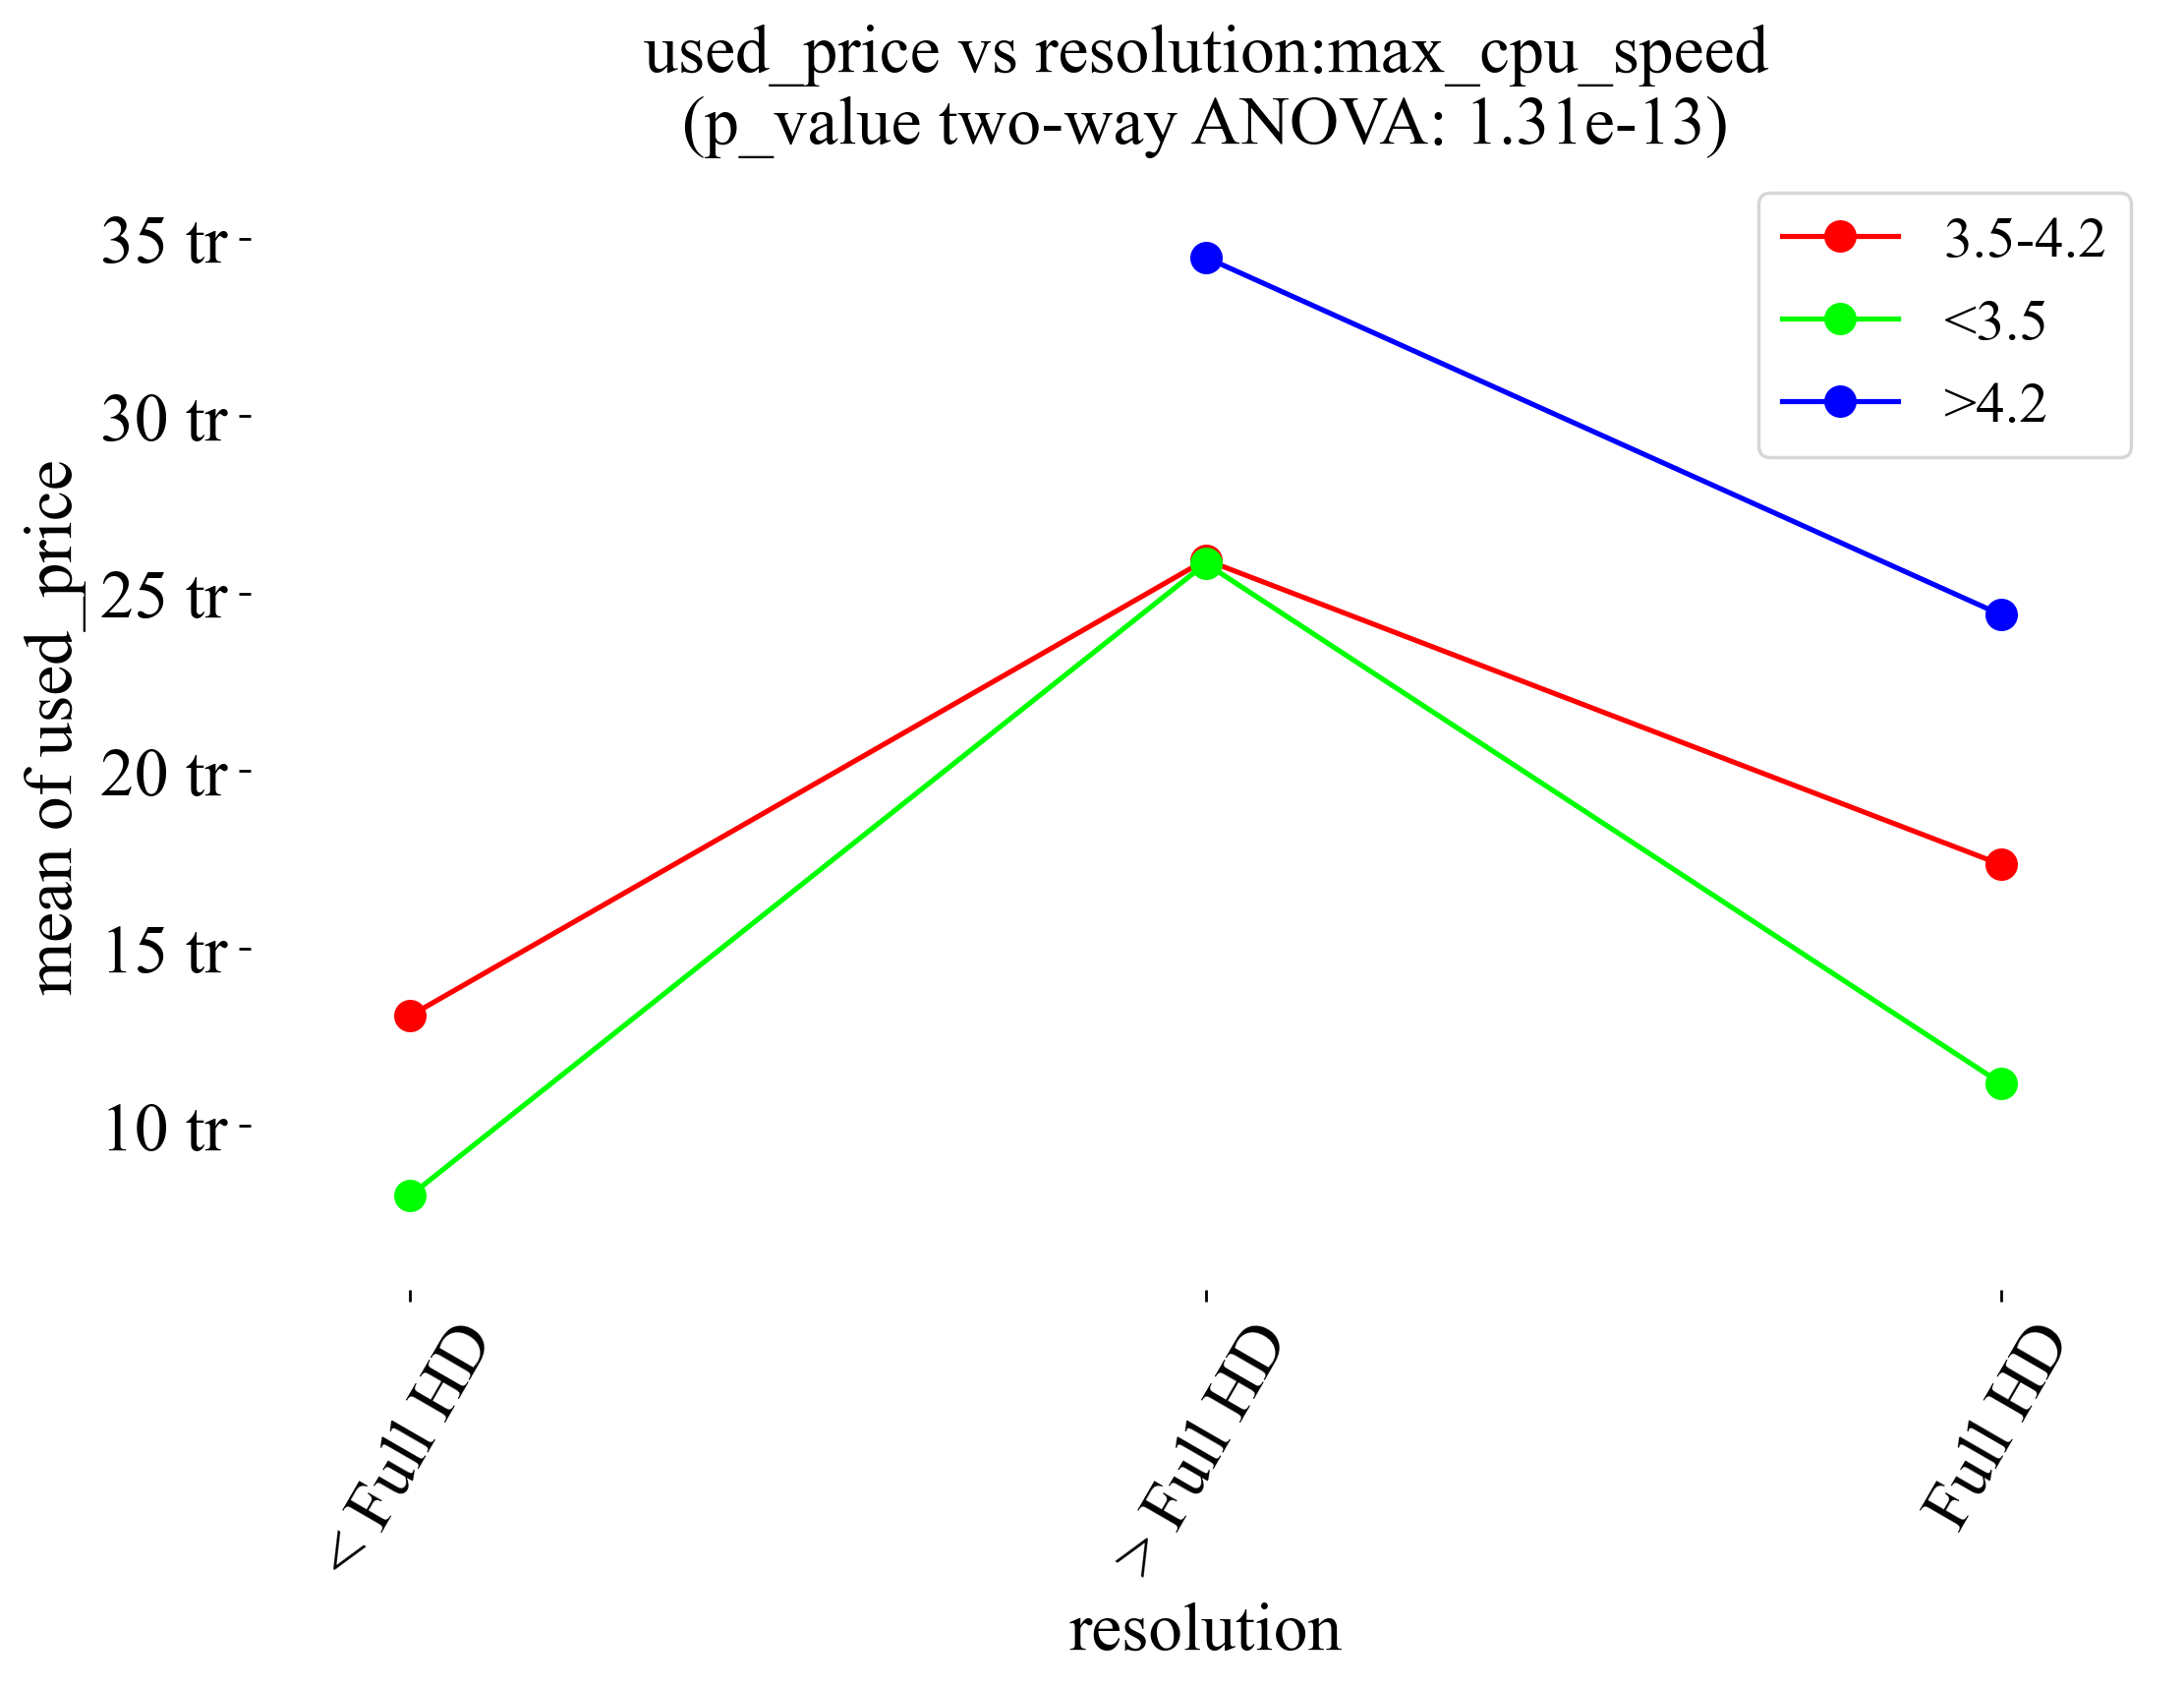 used_price vs resolution:max_cpu_speed
(p_value two-way ANOVA: 1.31e-13)
3.5-4.2
<3.5
>4.2
mean of used_price
35 tr
30 tr
25 tr
20 tr
15 tr
10 tr
< Full HD
> Full HD
Full HD
resolution